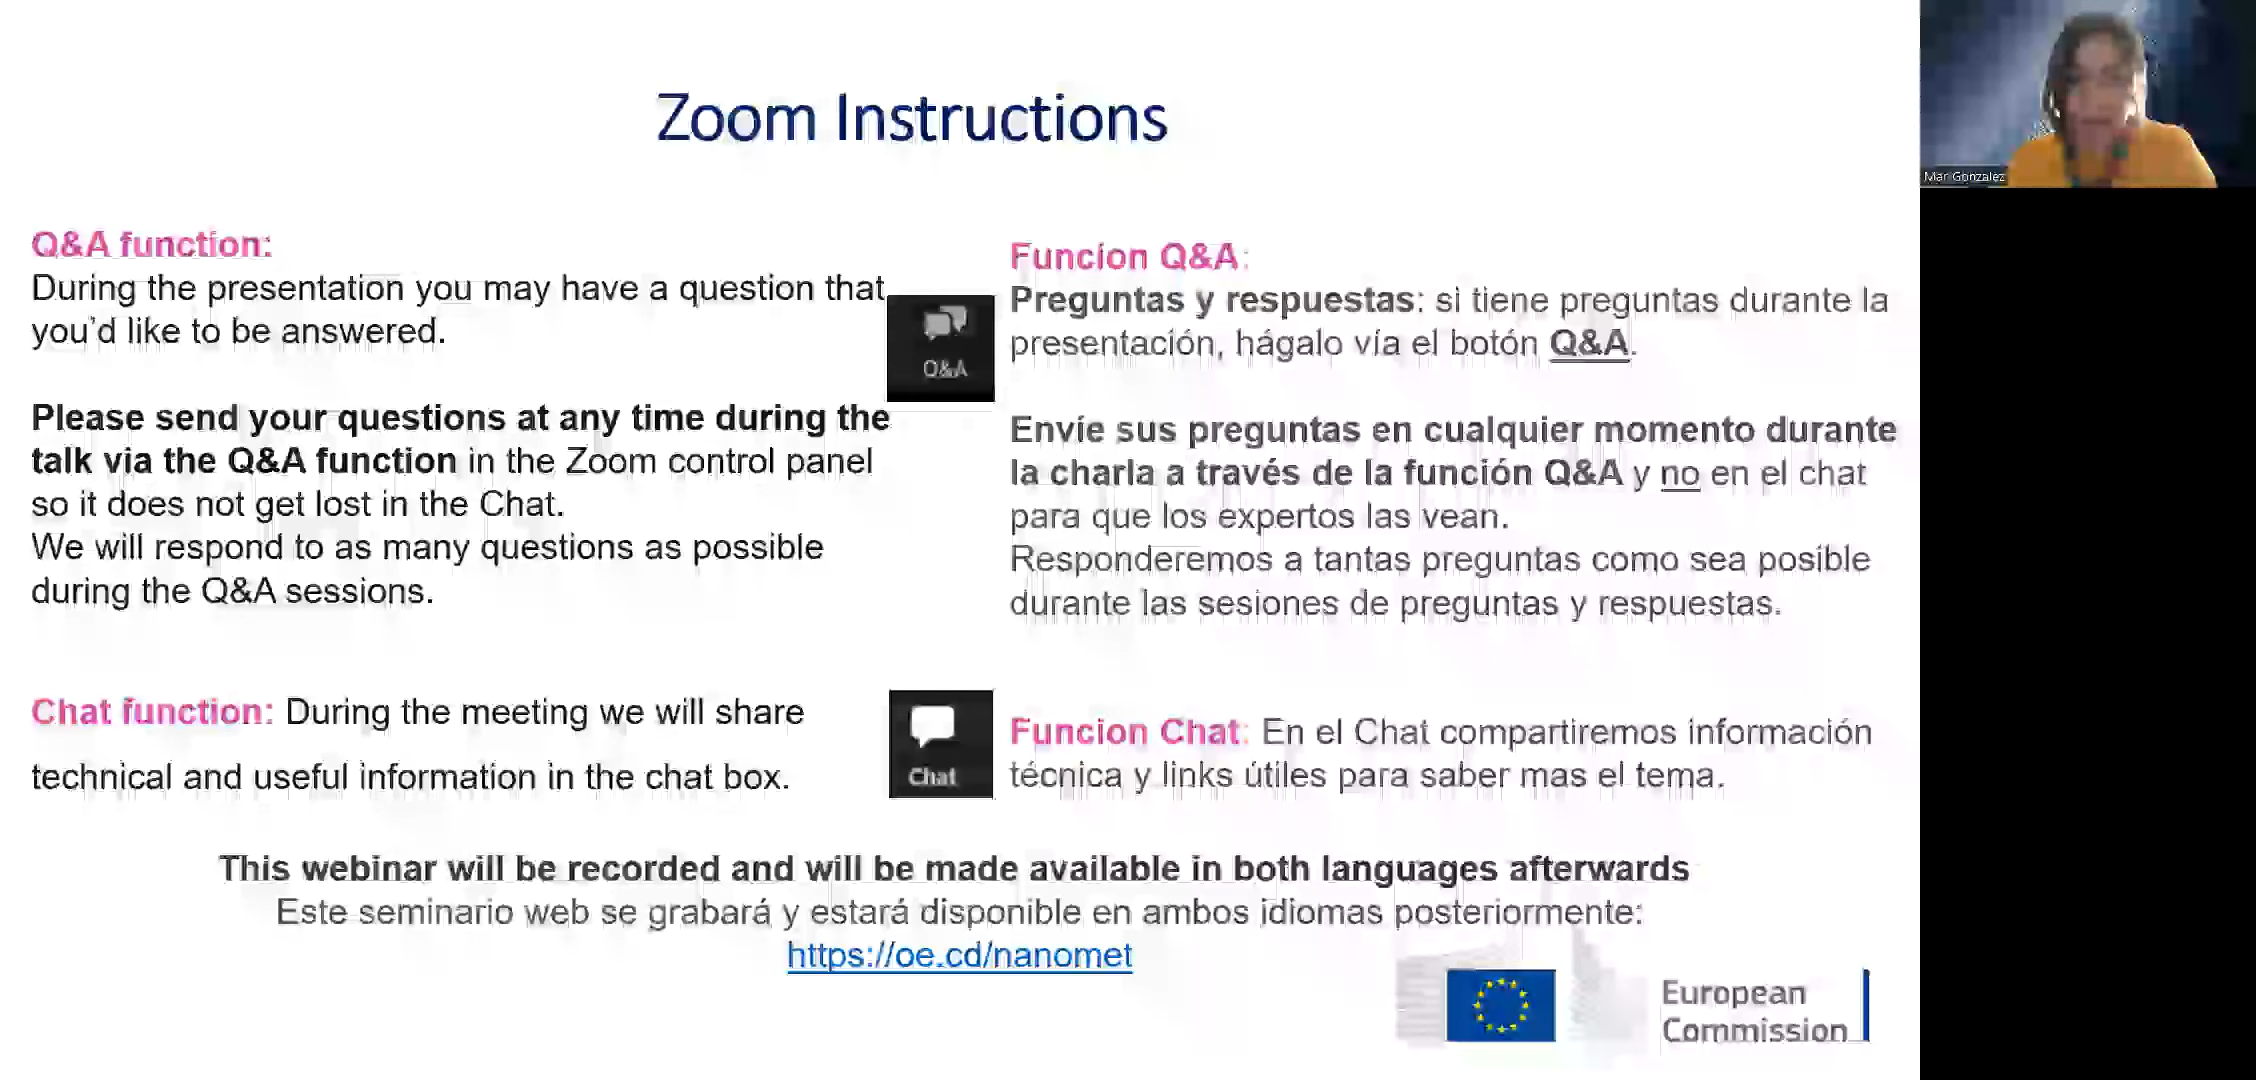 Zoom Instructions
Mar Gonzalez
Q&A function:
During the presentation you may have a question that
you'd like to be answered.
Please send your questions at any time during the
talk via the Q&A function in the Zoom control panel
so it does not get lost in the Chat.
We will respond to as many questions as possible
during the Q&A sessions.
Chat function: During the meeting we will share
technical and useful information in the chat box.
Q&A
Chat
Funcion Q&A:
Preguntas y respuestas: si tiene preguntas durante la
presentación, hágalo vía el botón Q&A.
Envíe sus preguntas en cualquier momento durante
la charla a través de la función Q&A y no en el chat
para que los expertos las vean.
Responderemos a tantas preguntas como sea posible
durante las sesiones de preguntas y respuestas.
Funcion Chat: En el Chat compartiremos información
técnica y links útiles para saber mas el tema.
This webinar will be recorded and will be made available in both languages afterwards
Este seminario web se grabará y estará disponible en ambos idiomas posteriormente:
https://oe.cd/nanomet
European
Commission